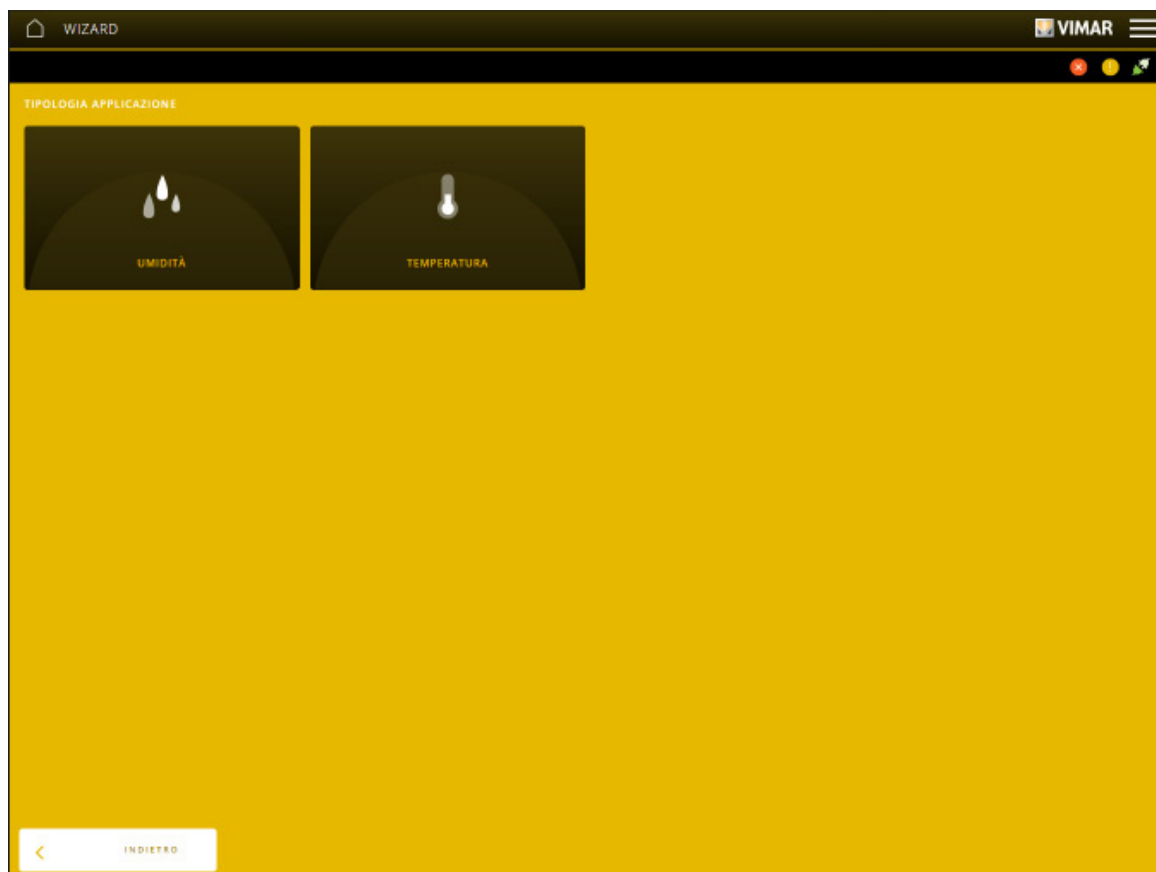 WIZARD
VIMAR
TIPOLOGIA APPLICAZIONE
UMIDITÀ
TEMPERATURA
INDIETRO